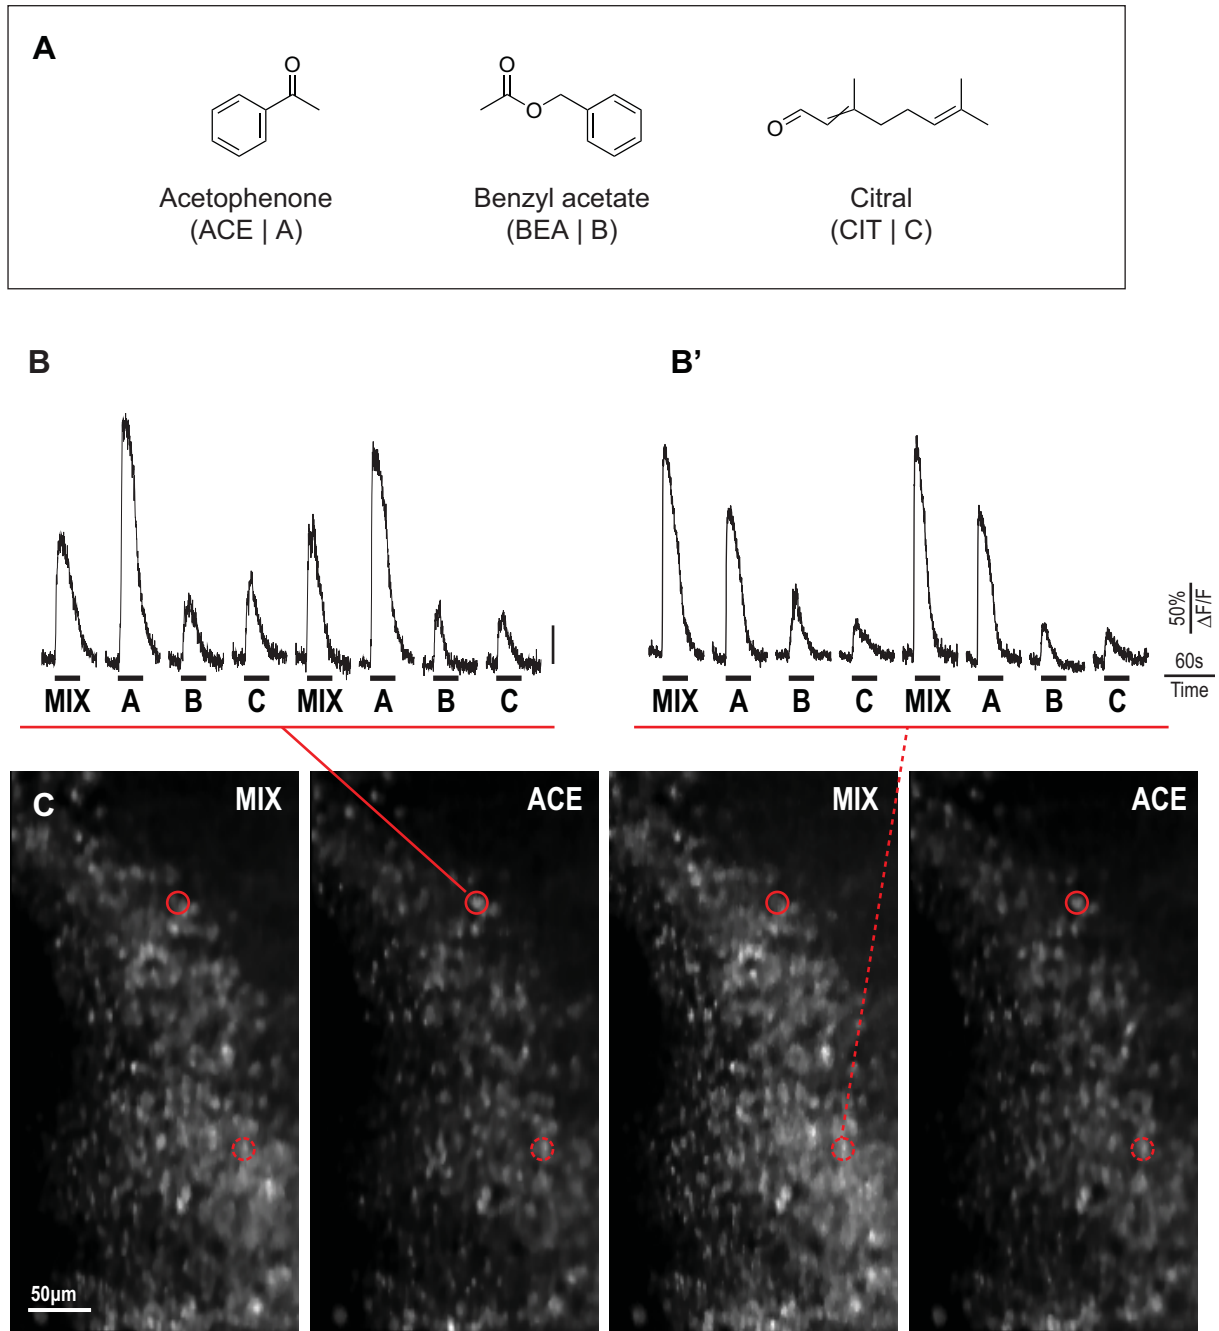 A
O
O
O
O
Acetophenone
(ACE | A)
Benzyl acetate
(BEA | B)
Citral
(CIT | C)
B
B’
50%
ΔF/F
60s
Time
MIX A B C MIX A B C
MIX A B C MIX A B C
C
MIX
ACE
MIX
ACE
50µm